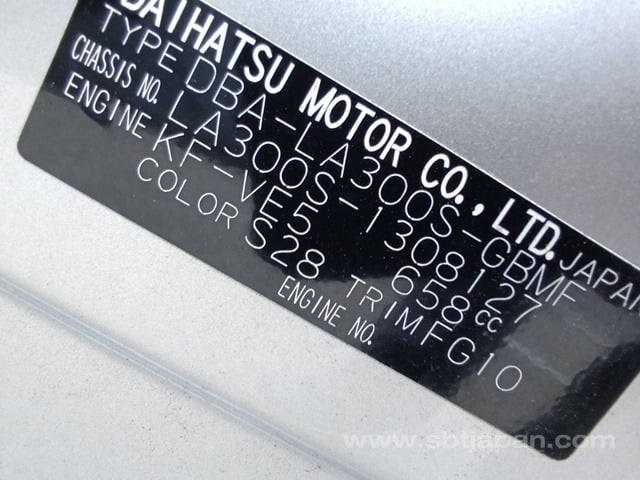 DAIHATSU MOTOR CO., LTD. JAPAN
TYPE DBA-LA300S-GBMF
CHASSIS NO. LA300S-1308127
ENGINE KF-VE5 658cc
COLOR S28 TRIM FG10
ENGINE NO.
www.sbtjapan.com